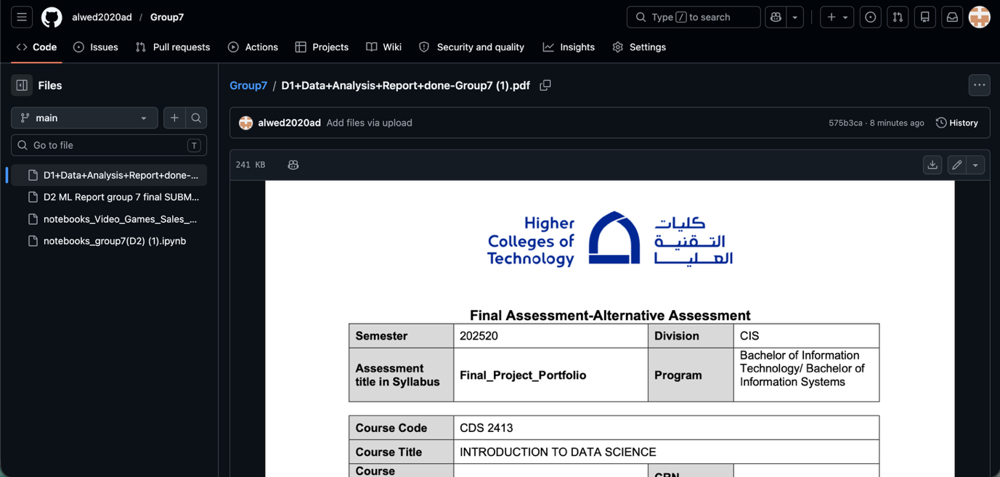 alwed2020ad / Group7
Type / to search
Code
Issues
Pull requests
Actions
Projects
Wiki
Security and quality
Insights
Settings
Files
main
Go to file
T
D1+Data+Analysis+Report+done-...
D2 ML Report group 7 final SUBM...
notebooks_Video_Games_Sales_...
notebooks_group7(D2) (1).ipynb
Group7 / D1+Data+Analysis+Report+done-Group7 (1).pdf
alwed2020ad Add files via upload
575b3ca · 8 minutes ago
History
241 KB
Higher
Colleges of
Technology
كليات
التقنية
العليا
Final Assessment-Alternative Assessment
Semester
202520
Division
CIS
Assessment
title in Syllabus
Final_Project_Portfolio
Program
Bachelor of Information
Technology/ Bachelor of
Information Systems
Course Code
CDS 2413
Course Title
INTRODUCTION TO DATA SCIENCE
Course
CRN